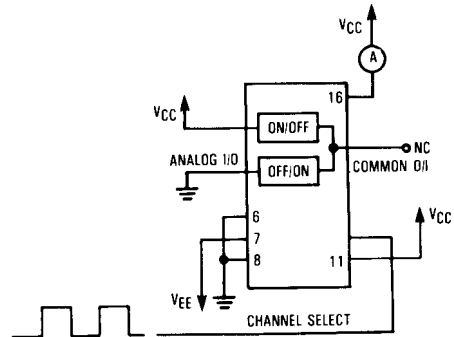 VCC
A
16
VCC
ON/OFF
NC
ANALOG I/O
OFF/ON
COMMON O/I
6
VCC
7
8
11
VEE
CHANNEL SELECT